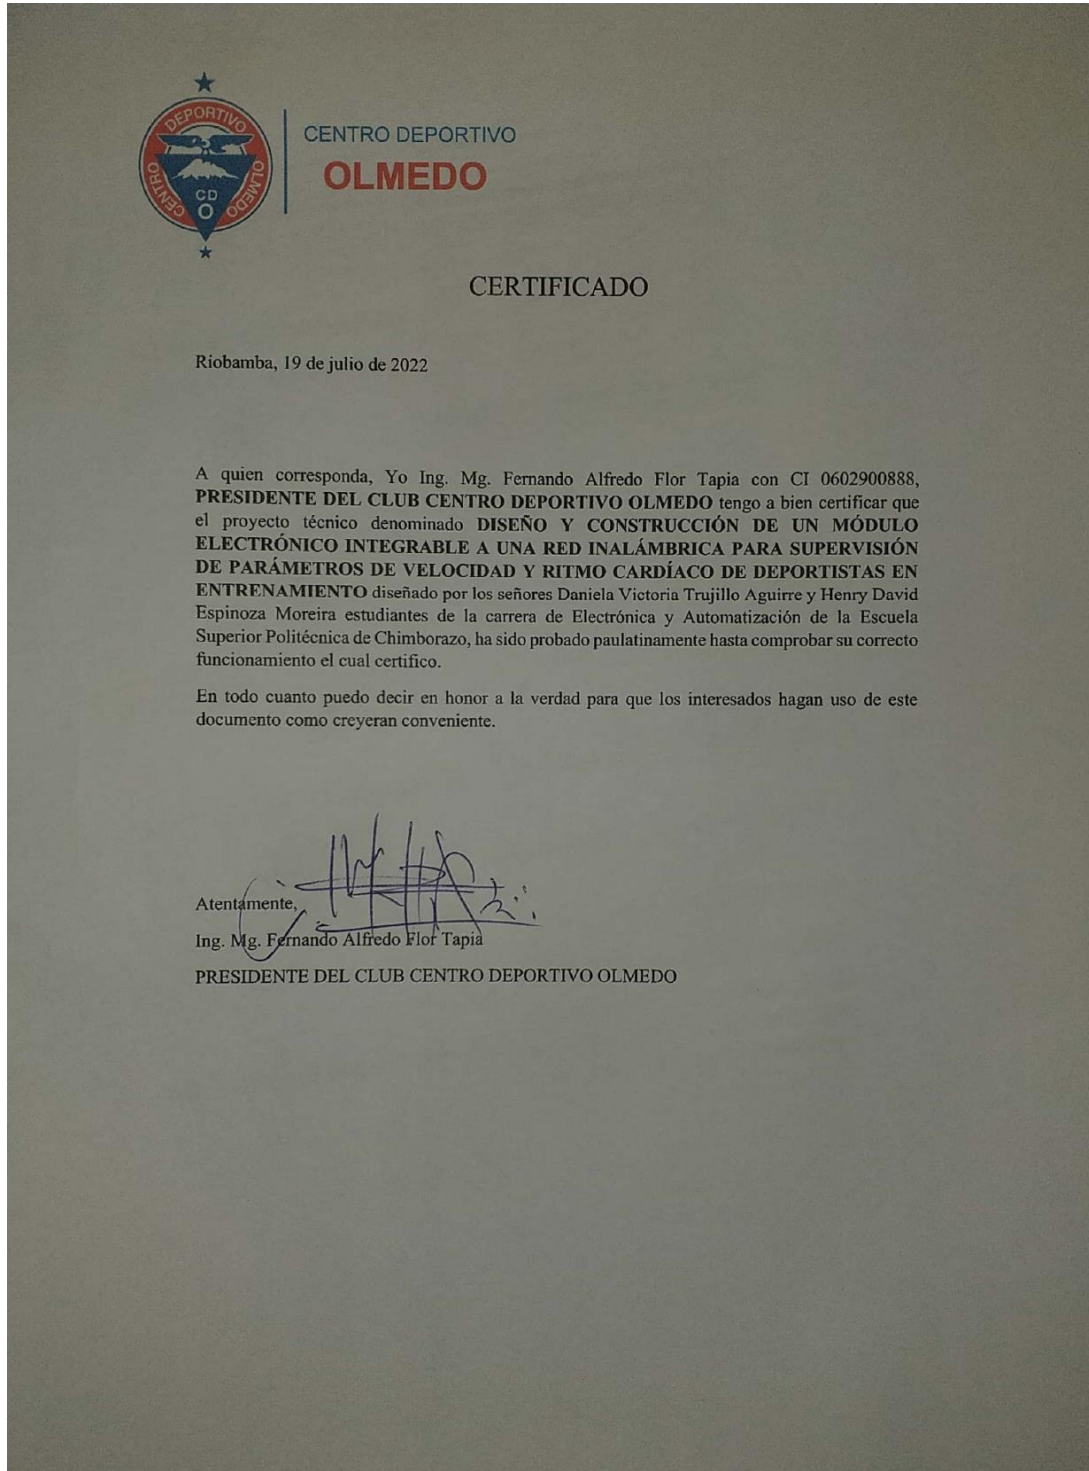 CENTRO DEPORTIVO OLMEDO
CD
O
CENTRO DEPORTIVO
OLMEDO
CERTIFICADO
Riobamba, 19 de julio de 2022
A quien corresponda, Yo Ing. Mg. Fernando Alfredo Flor Tapia con CI 0602900888,
PRESIDENTE DEL CLUB CENTRO DEPORTIVO OLMEDO tengo a bien certificar que
el proyecto técnico denominado DISEÑO Y CONSTRUCCIÓN DE UN MÓDULO
ELECTRÓNICO INTEGRABLE A UNA RED INALÁMBRICA PARA SUPERVISIÓN
DE PARÁMETROS DE VELOCIDAD Y RITMO CARDÍACO DE DEPORTISTAS EN
ENTRENAMIENTO diseñado por los señores Daniela Victoria Trujillo Aguirre y Henry David
Espinoza Moreira estudiantes de la carrera de Electrónica y Automatización de la Escuela
Superior Politécnica de Chimborazo, ha sido probado paulatinamente hasta comprobar su correcto
funcionamiento el cual certifico.
En todo cuanto puedo decir en honor a la verdad para que los interesados hagan uso de este
documento como creyeran conveniente.
Atentamente,
Ing. Mg. Fernando Alfredo Flor Tapia
PRESIDENTE DEL CLUB CENTRO DEPORTIVO OLMEDO